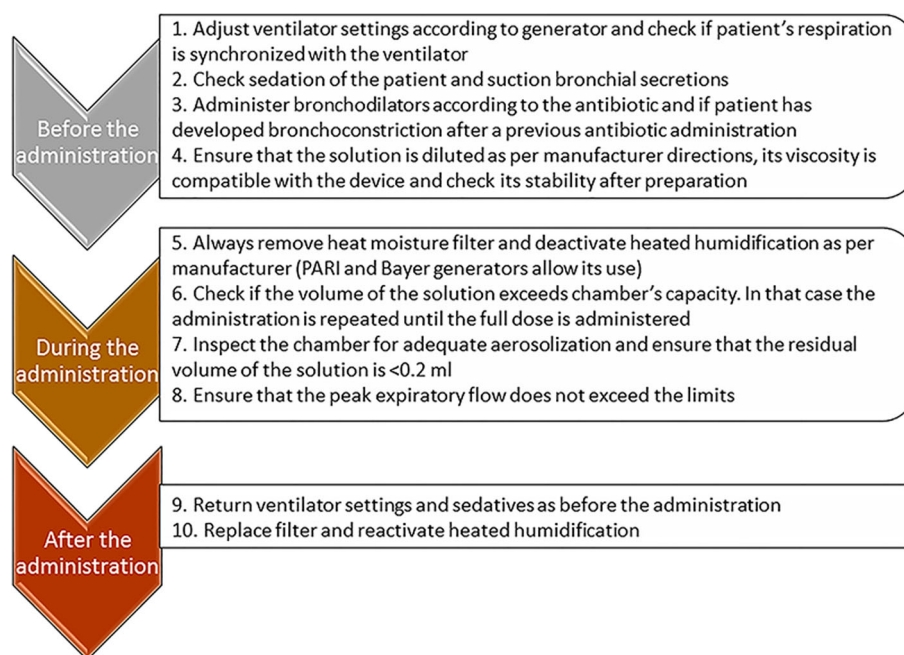 Before the
administration
1. Adjust ventilator settings according to generator and check if patient's respiration
is synchronized with the ventilator
2. Check sedation of the patient and suction bronchial secretions
3. Administer bronchodilators according to the antibiotic and if patient has
developed bronchoconstriction after a previous antibiotic administration
4. Ensure that the solution is diluted as per manufacturer directions, its viscosity is
compatible with the device and check its stability after preparation
During the
administration
5. Always remove heat moisture filter and deactivate heated humidification as per
manufacturer (PARI and Bayer generators allow its use)
6. Check if the volume of the solution exceeds chamber's capacity. In that case the
administration is repeated until the full dose is administered
7. Inspect the chamber for adequate aerosolization and ensure that the residual
volume of the solution is <0.2 ml
8. Ensure that the peak expiratory flow does not exceed the limits
After the
administration
9. Return ventilator settings and sedatives as before the administration
10. Replace filter and reactivate heated humidification